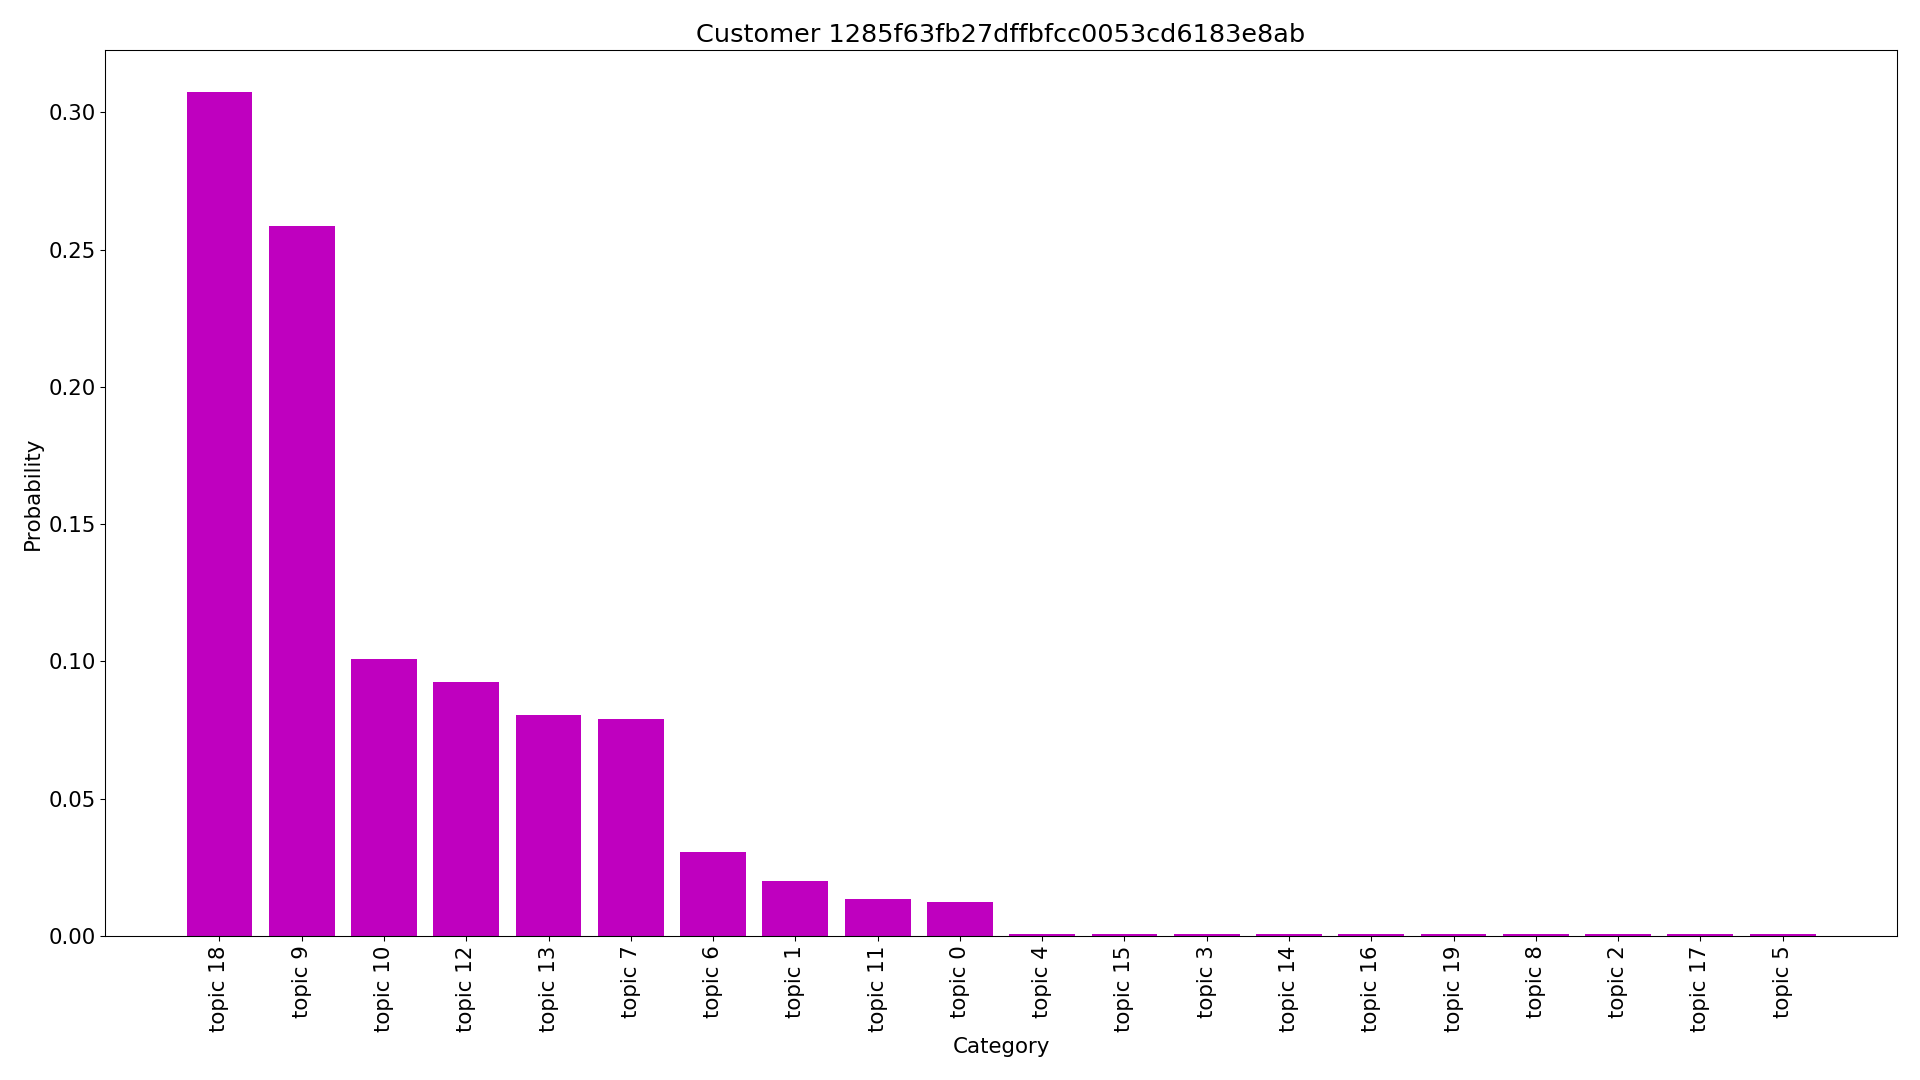 Customer 1285f63fb27dffbfcc0053cd6183e8ab
Probability
0.30
0.25
0.20
0.15
0.10
0.05
0.00
topic 18
topic 9
topic 10
topic 12
topic 13
topic 7
topic 6
topic 1
topic 11
topic 0
topic 4
topic 15
topic 3
topic 14
topic 16
topic 19
topic 8
topic 2
topic 17
topic 5
Category